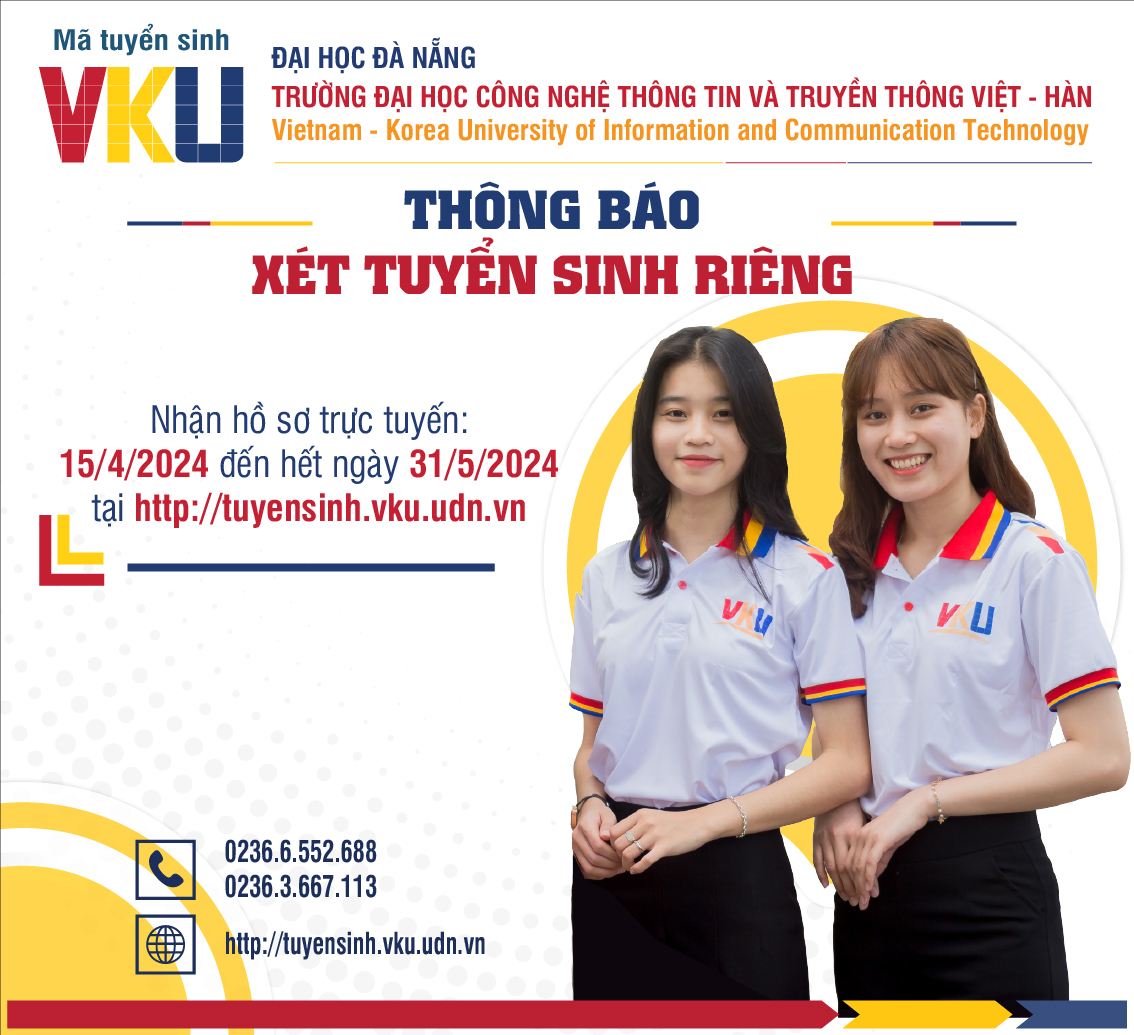 Mã tuyển sinh
VKU
ĐẠI HỌC ĐÀ NẴNG
TRƯỜNG ĐẠI HỌC CÔNG NGHỆ THÔNG TIN VÀ TRUYỀN THÔNG VIỆT - HÀN
Vietnam - Korea University of Information and Communication Technology
THÔNG BÁO
XÉT TUYỂN SINH RIÊNG
Nhận hồ sơ trực tuyến:
15/4/2024 đến hết ngày 31/5/2024
tại http://tuyensinh.vku.udn.vn
VKU
VKU
0236.6.552.688
0236.3.667.113
http://tuyensinh.vku.udn.vn